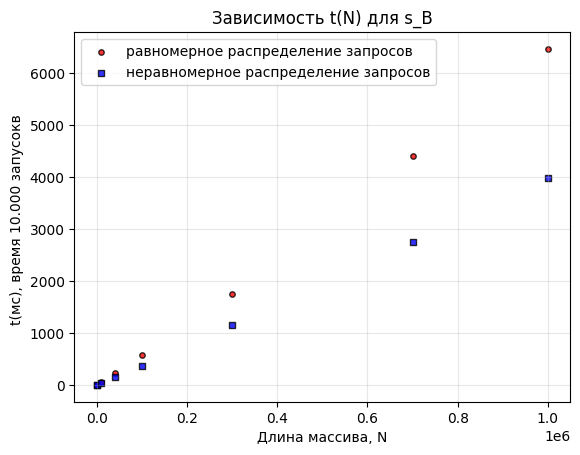 Зависимость t(N) для s_B
равномерное распределение запросов
неравномерное распределение запросов
t(мс), время 10.000 запусокв
6000
5000
4000
3000
2000
1000
0
0.0
0.2
0.4
0.6
0.8
1.0
1e6
Длина массива, N